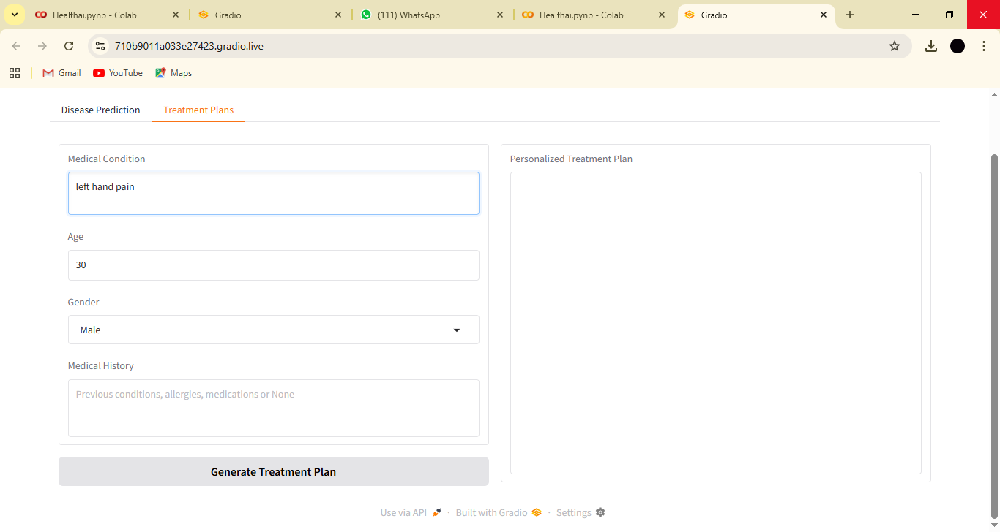 Healthai.pynb - Colab
Gradio
(111) WhatsApp
Healthai.pynb - Colab
Gradio
710b9011a033e27423.gradio.live
Gmail
YouTube
Maps
Disease Prediction
Treatment Plans
Medical Condition
left hand pain
Age
30
Gender
Male
Medical History
Previous conditions, allergies, medications or None
Generate Treatment Plan
Personalized Treatment Plan
Use via API · Built with Gradio · Settings